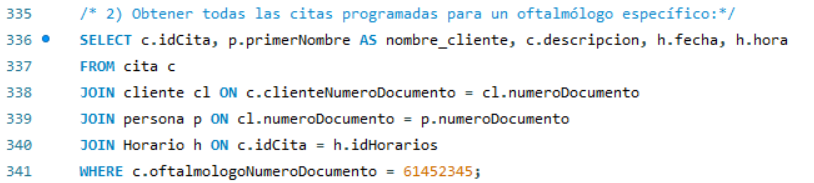 335 /* 2) Obtener todas las citas programadas para un oftalmólogo específico:*/
336 SELECT c.idCita, p.primerNombre AS nombre_cliente, c.descripcion, h.fecha, h.hora
337 FROM cita c
338 JOIN cliente cl ON c.clienteNumeroDocumento = cl.numeroDocumento
339 JOIN persona p ON cl.numeroDocumento = p.numeroDocumento
340 JOIN Horario h ON c.idCita = h.idHorarios
341 WHERE c.oftalmologoNumeroDocumento = 61452345;